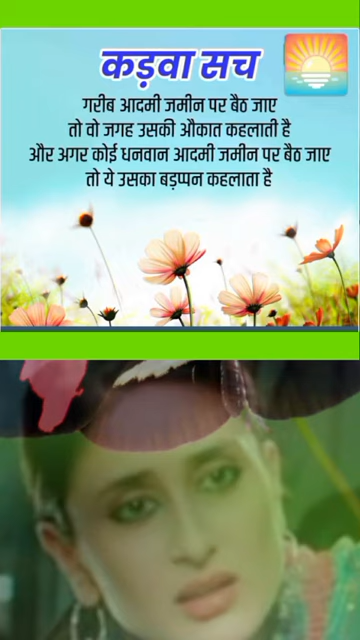 कड़वा सच
गरीब आदमी जमीन पर बैठ जाए
तो वो जगह उसकी औकात कहलाती है
और अगर कोई धनवान आदमी जमीन पर बैठ जाए
तो ये उसका बड़प्पन कहलाता है